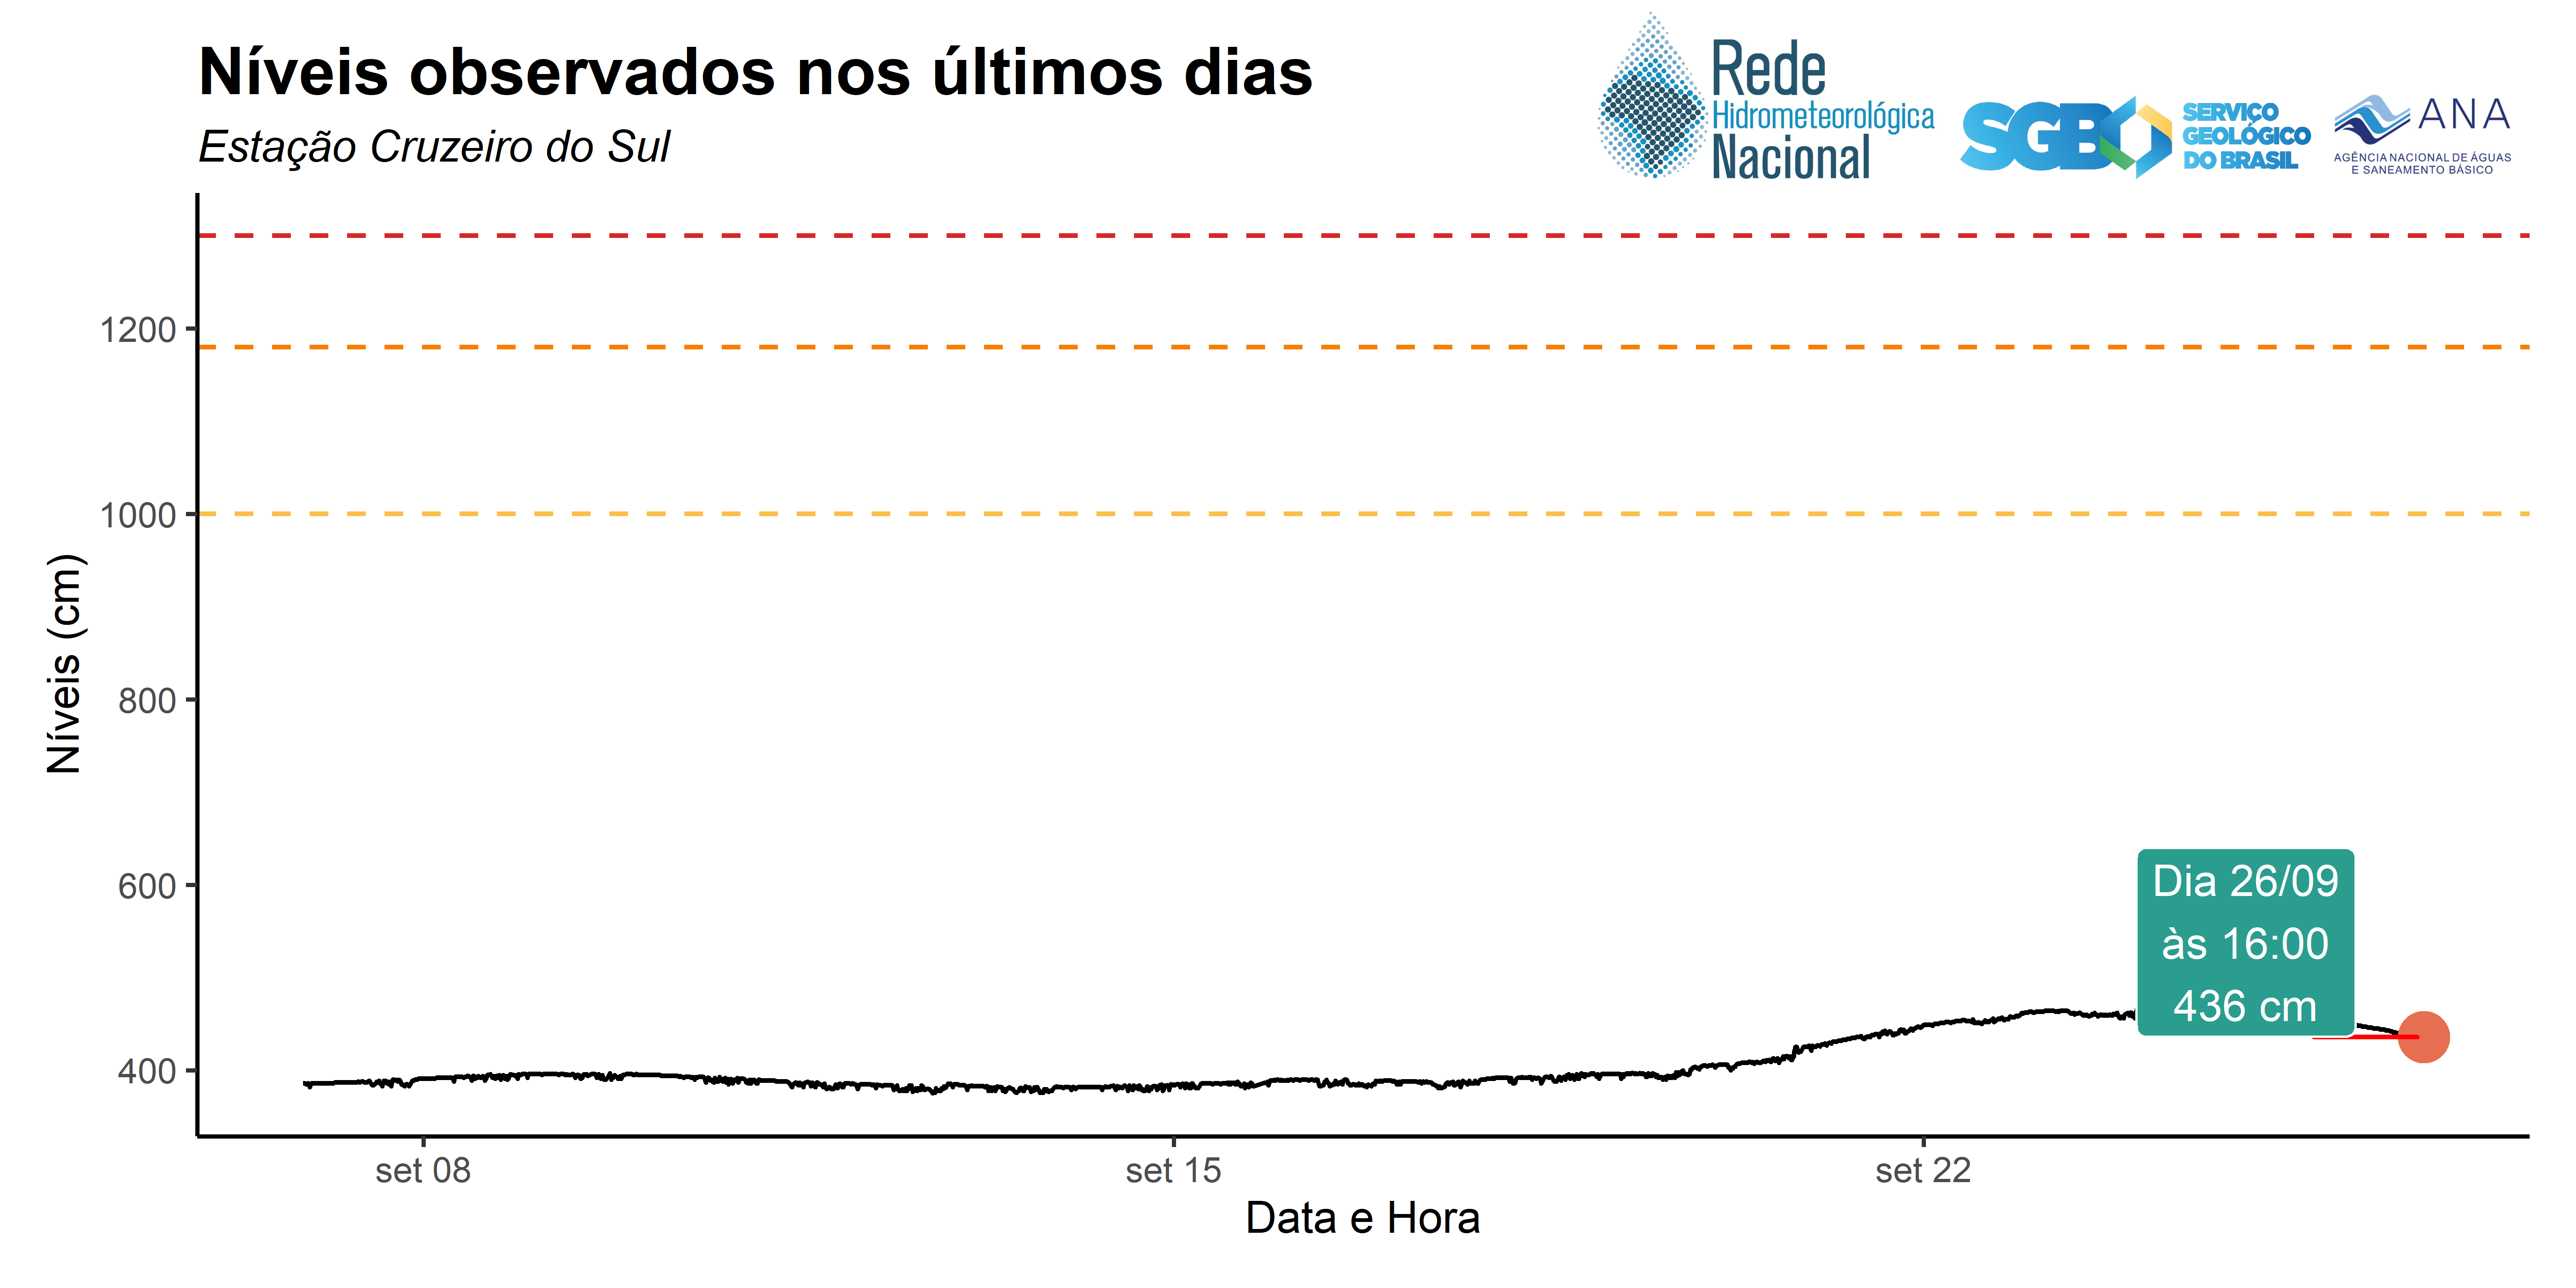 Níveis observados nos últimos dias
Estação Cruzeiro do Sul
Rede
Hidrometeorológica
Nacional
SGB
SERVIÇO
GEOLÓGICO
DO BRASIL
ANA
AGÊNCIA NACIONAL DE ÁGUAS
E SANEAMENTO BÁSICO
Níveis (cm)
1200
1000
800
600
400
Dia 26/09
às 16:00
436 cm
set 08
set 15
set 22
Data e Hora